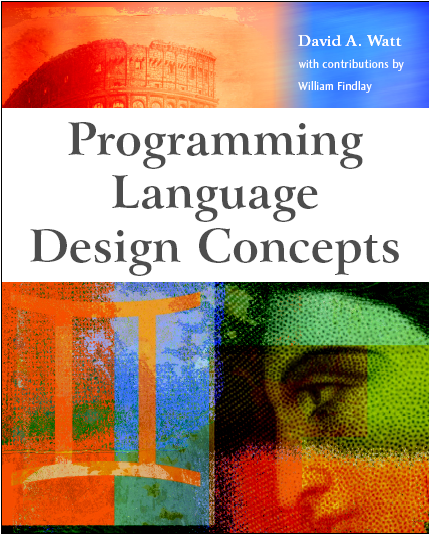 David A. Watt
with contributions by
William Findlay
Programming
Language
Design Concepts